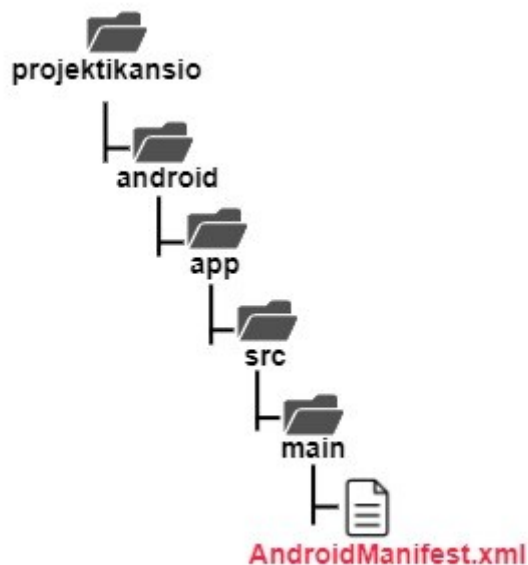 projektikansio
android
app
src
main
AndroidManifest.xml